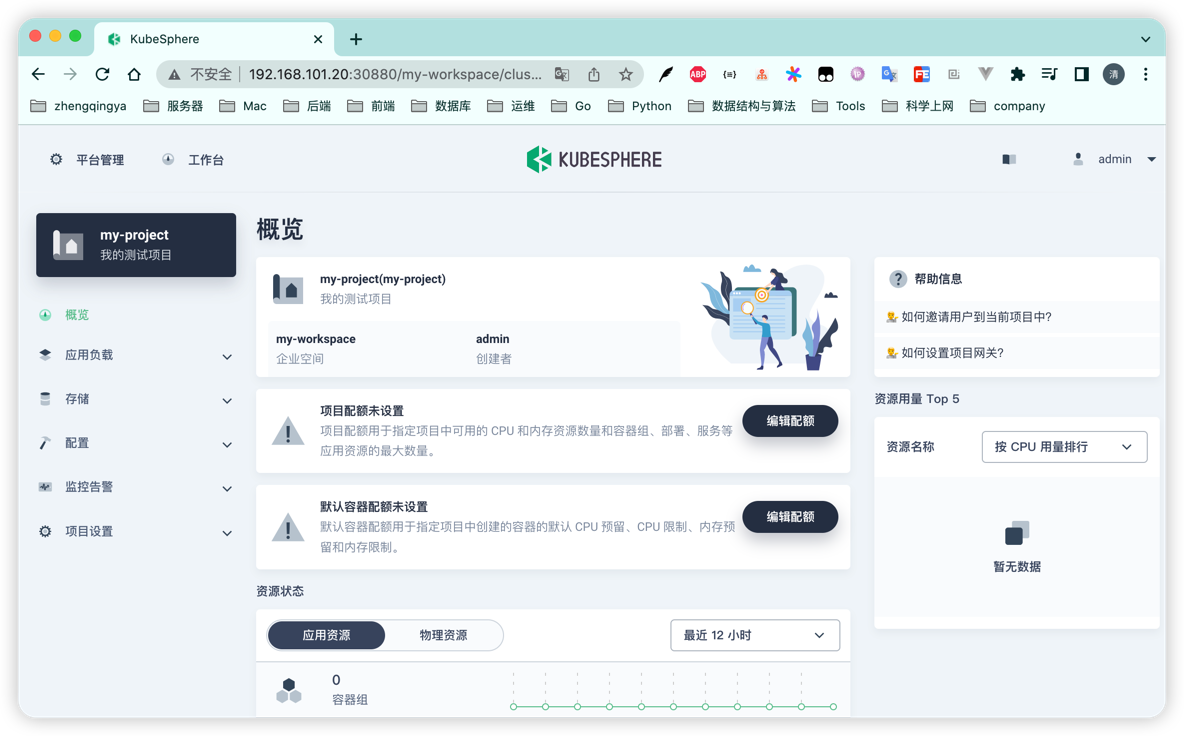 KubeSphere
不安全
192.168.101.20:30880/my-workspace/clus...
ABP
FE
清
zhengqingya
服务器
Mac
后端
前端
数据库
运维
Go
Python
数据结构与算法
Tools
科学上网
company
平台管理
工作台
KUBESPHERE
admin
my-project
我的测试项目
概览
应用负载
存储
配置
监控告警
项目设置
概览
my-project(my-project)
我的测试项目
my-workspace
企业空间
admin
创建者
项目配额未设置
项目配额用于指定项目中可用的 CPU 和内存资源数量和容器组、部署、服务等
应用资源的最大数量。
编辑配额
默认容器配额未设置
默认容器配额用于指定项目中创建的容器的默认 CPU 预留、CPU 限制、内存预
留和内存限制。
编辑配额
资源状态
应用资源
物理资源
最近 12 小时
0
容器组
帮助信息
如何邀请用户到当前项目中?
如何设置项目网关?
资源用量 Top 5
资源名称
按 CPU 用量排行
暂无数据